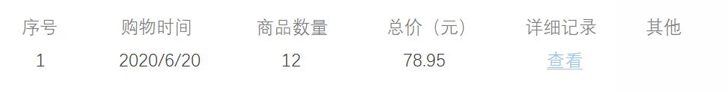 序号 购物时间 商品数量 总价（元） 详细记录 其他
1 2020/6/20 12 78.95 查看